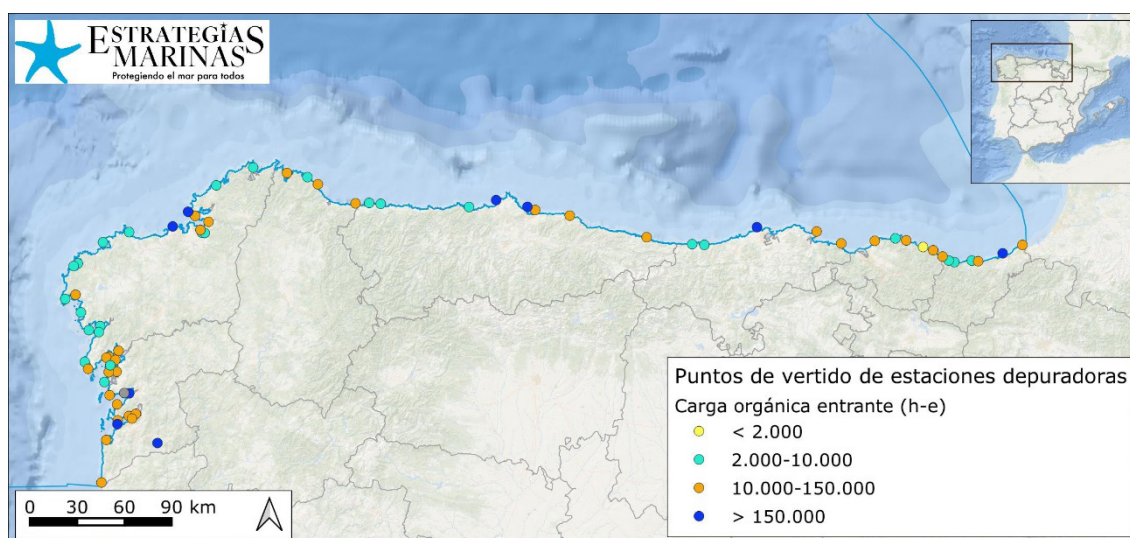 ESTRATEGIAS
MARINAS
Protegiendo el mar para todos
Puntos de vertido de estaciones depuradoras
Carga orgánica entrante (h-e)
< 2.000
2.000-10.000
10.000-150.000
> 150.000
0 30 60 90 km